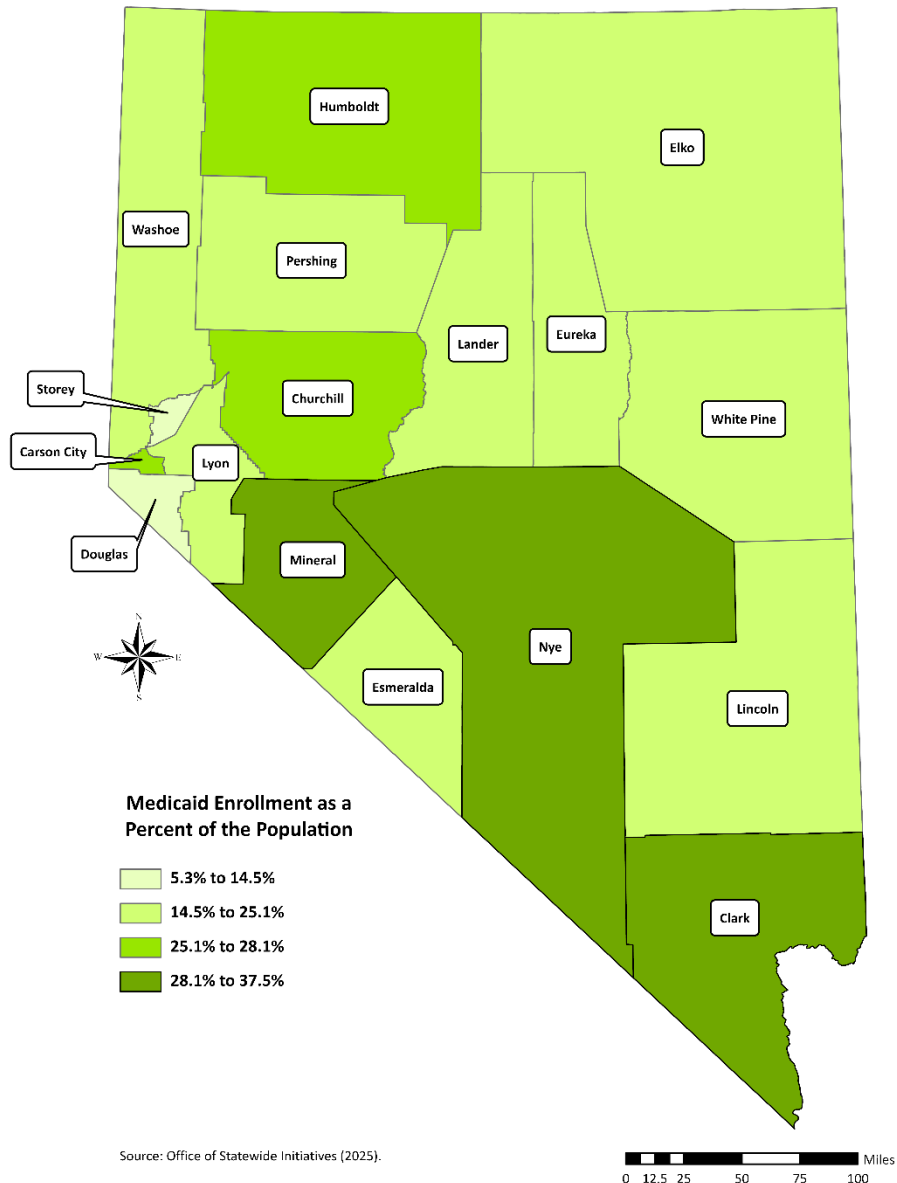 Humboldt
Elko
Washoe
Pershing
Eureka
Lander
Storey
Churchill
White Pine
Carson City
Lyon
Douglas
Mineral
N
W
E
S
Nye
Esmeralda
Lincoln
Medicaid Enrollment as a
Percent of the Population
5.3% to 14.5%
14.5% to 25.1%
25.1% to 28.1%
28.1% to 37.5%
Clark
Source: Office of Statewide Initiatives (2025).
Miles
0 12.5 25 50 75 100